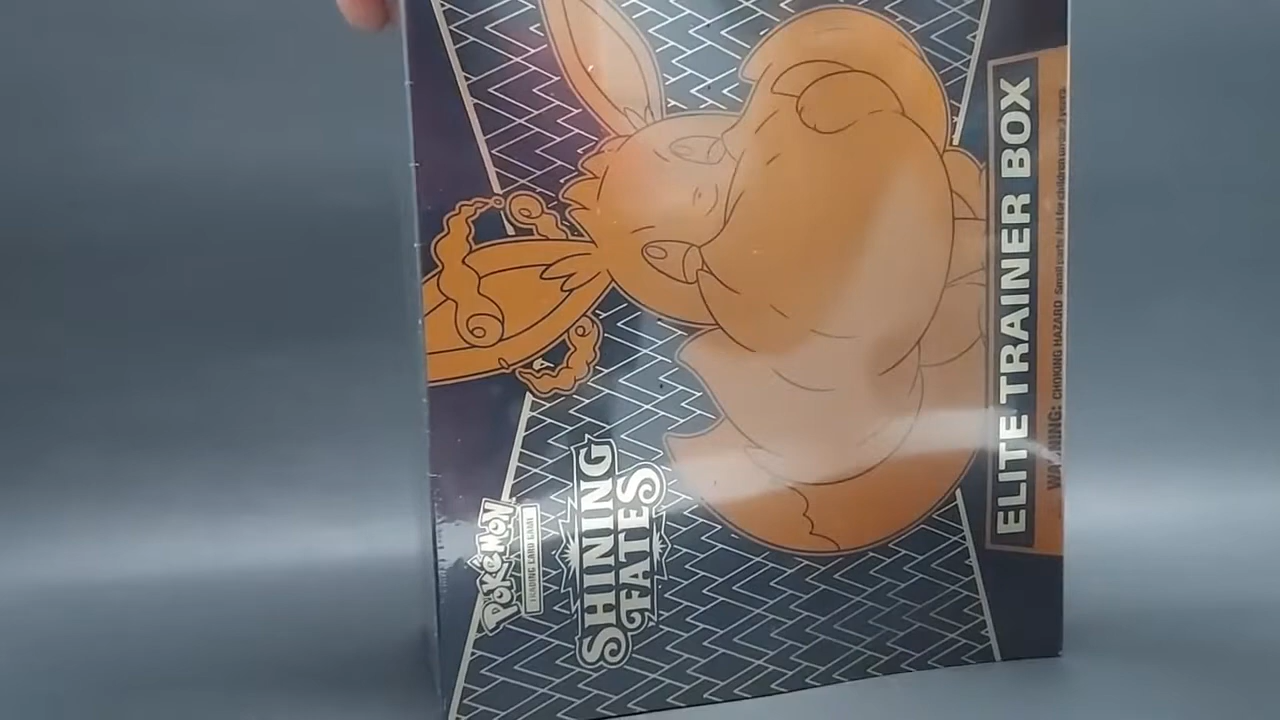 POKÉMON
TRADING CARD GAME
SHINING
FATES
ELITE TRAINER BOX
WARNING: CHOKING HAZARD Small parts. Not for children under 3 years.